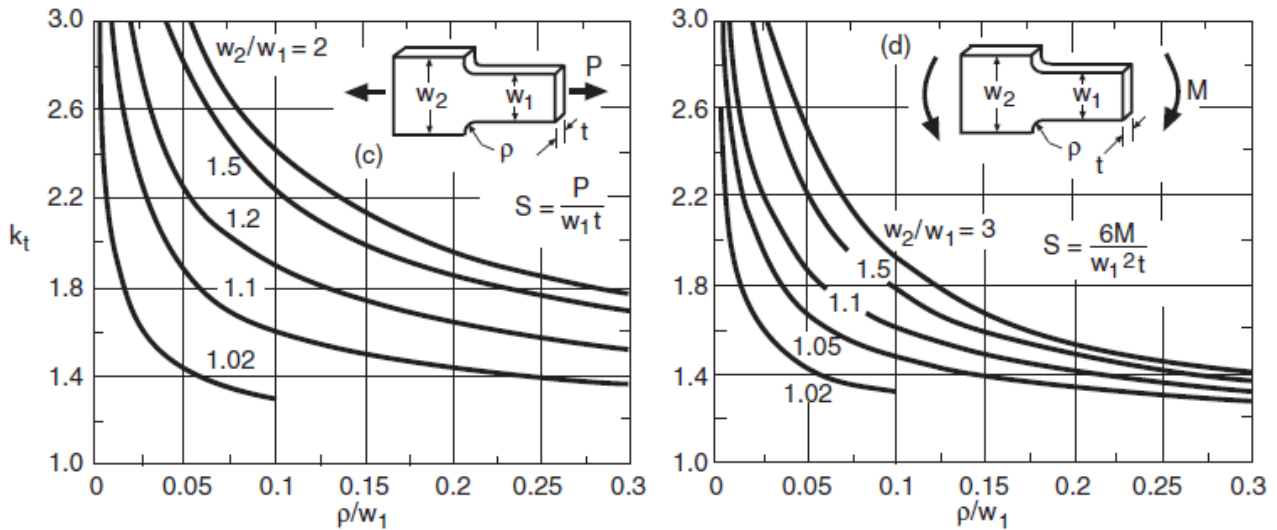 3.0
2.6
2.2
k_t
1.8
1.4
1.0
0 0.05 0.1 0.15 0.2 0.25 0.3
ρ/w₁
w₂/w₁ = 2
1.5
1.2
1.1
1.02
(c)
w₂
w₁
P
t
ρ
S = P / w₁t
3.0
2.6
2.2
1.8
1.4
1.0
0 0.05 0.1 0.15 0.2 0.25 0.3
ρ/w₁
(d)
w₂
w₁
M
ρ
t
w₂/w₁ = 3
1.5
1.1
1.05
1.02
S = 6M / w₁²t